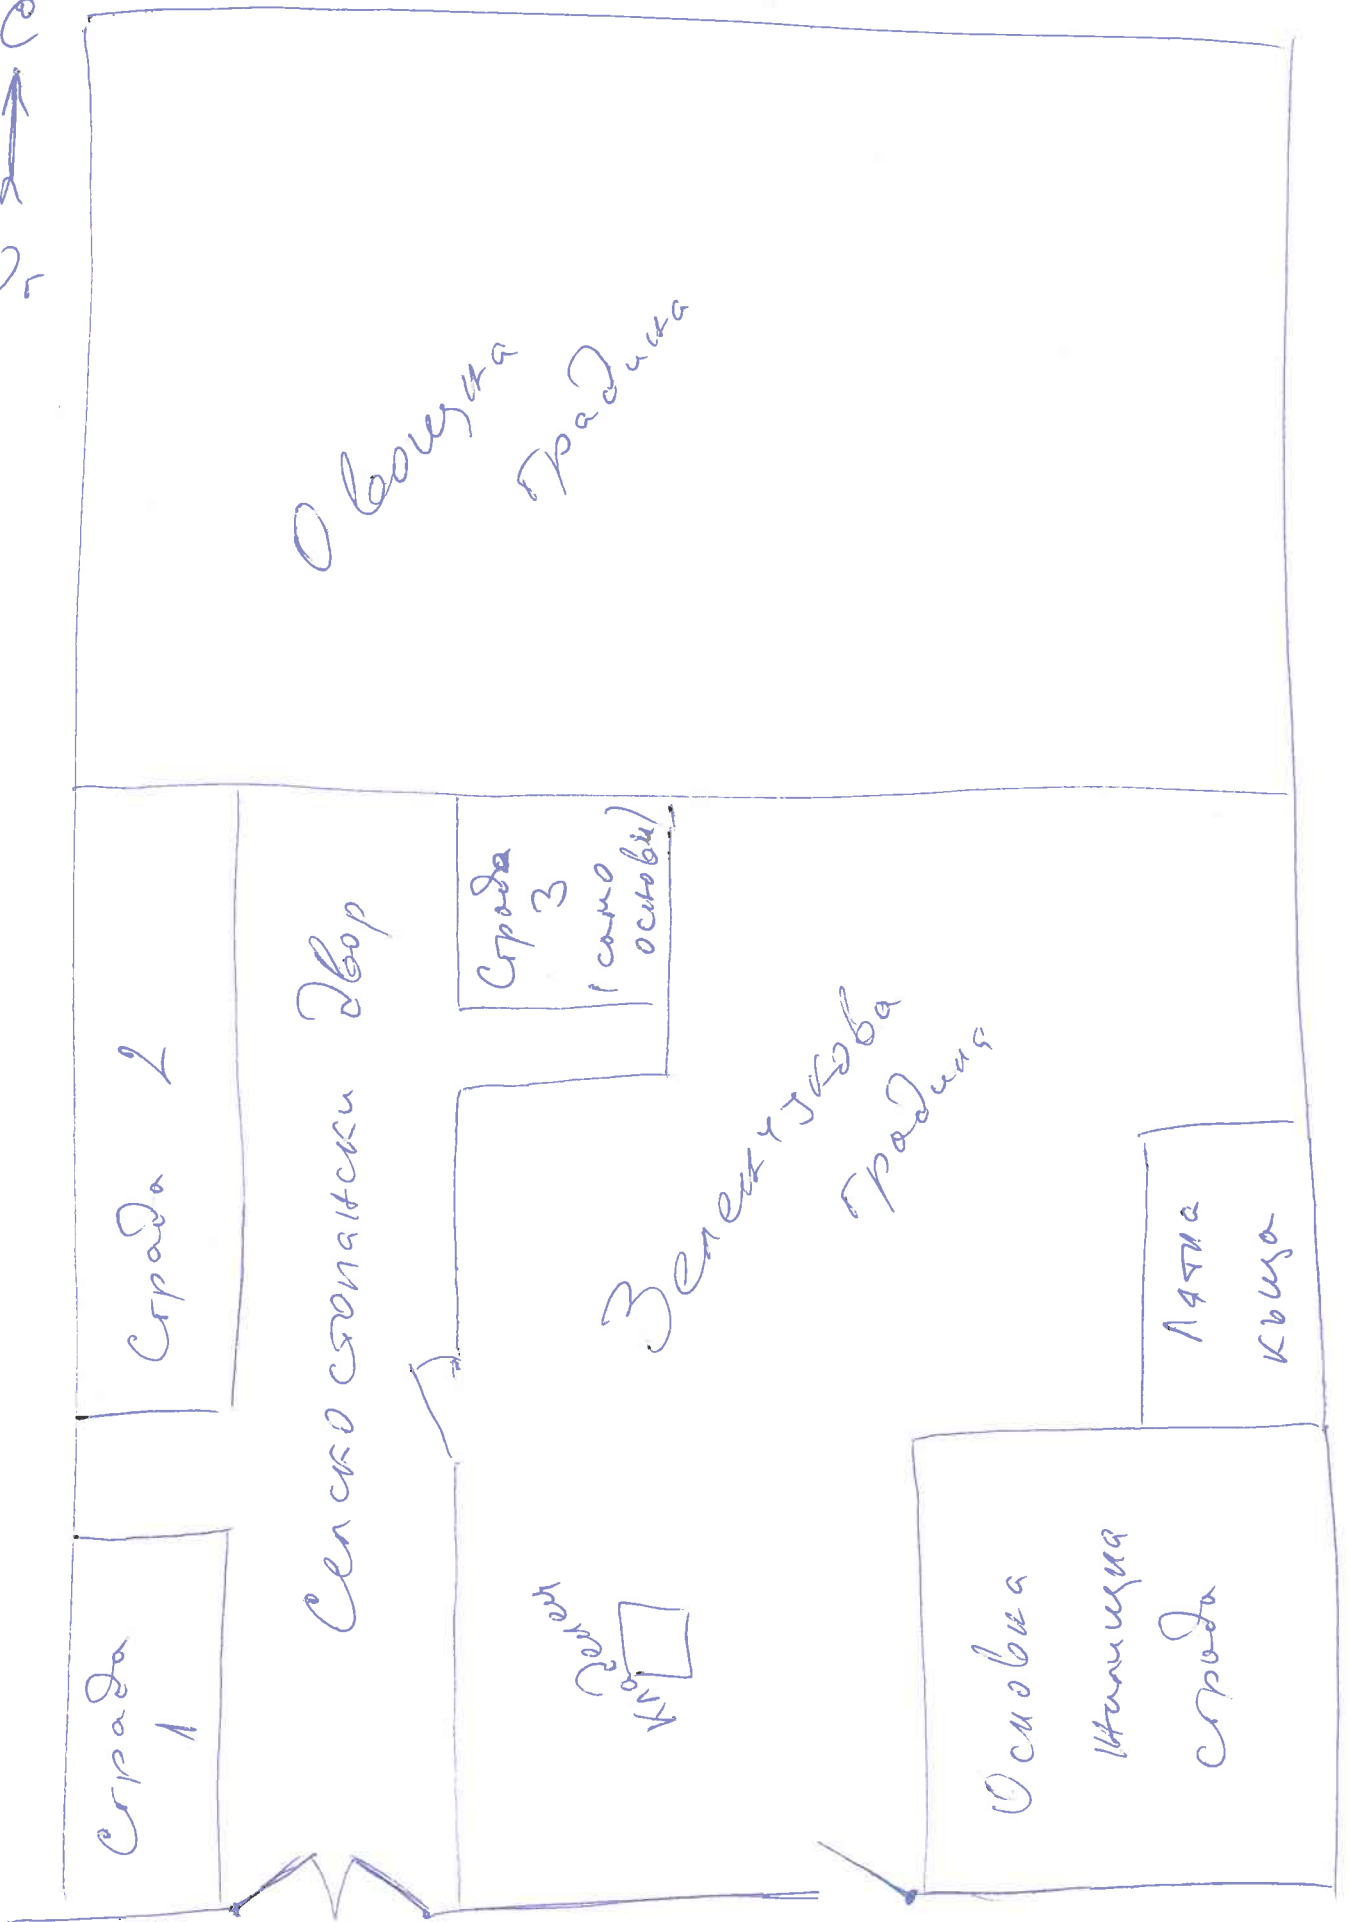 С
Овощна
градина
Сграда 2
Селскостопански двор
Сграда
3
(само
основи)
Зеленчукова
градина
Лятна
къща
Сграда
1
Кладенец
Основна
жилищна
сграда